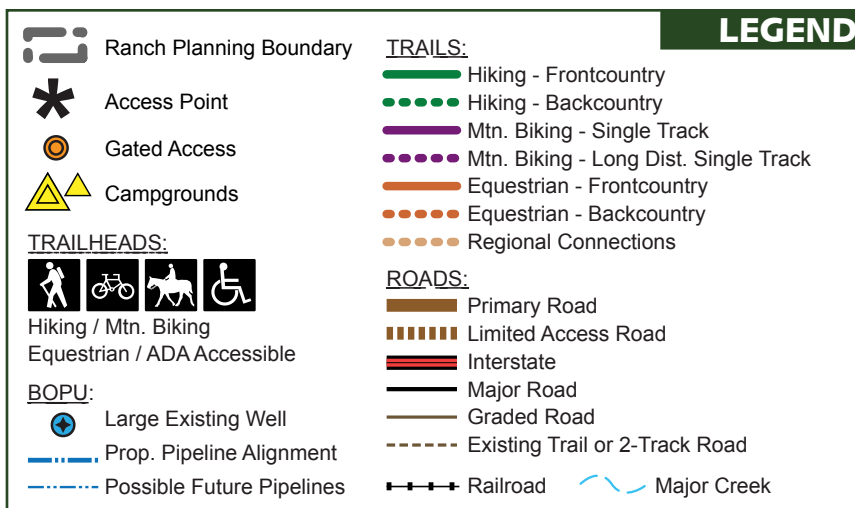 LEGEND
Ranch Planning Boundary
Access Point
Gated Access
Campgrounds
TRAILHEADS:
Hiking / Mtn. Biking
Equestrian / ADA Accessible
BOPU:
Large Existing Well
Prop. Pipeline Alignment
Possible Future Pipelines
TRAILS:
Hiking - Frontcountry
Hiking - Backcountry
Mtn. Biking - Single Track
Mtn. Biking - Long Dist. Single Track
Equestrian - Frontcountry
Equestrian - Backcountry
Regional Connections
ROADS:
Primary Road
Limited Access Road
Interstate
Major Road
Graded Road
Existing Trail or 2-Track Road
Railroad
Major Creek